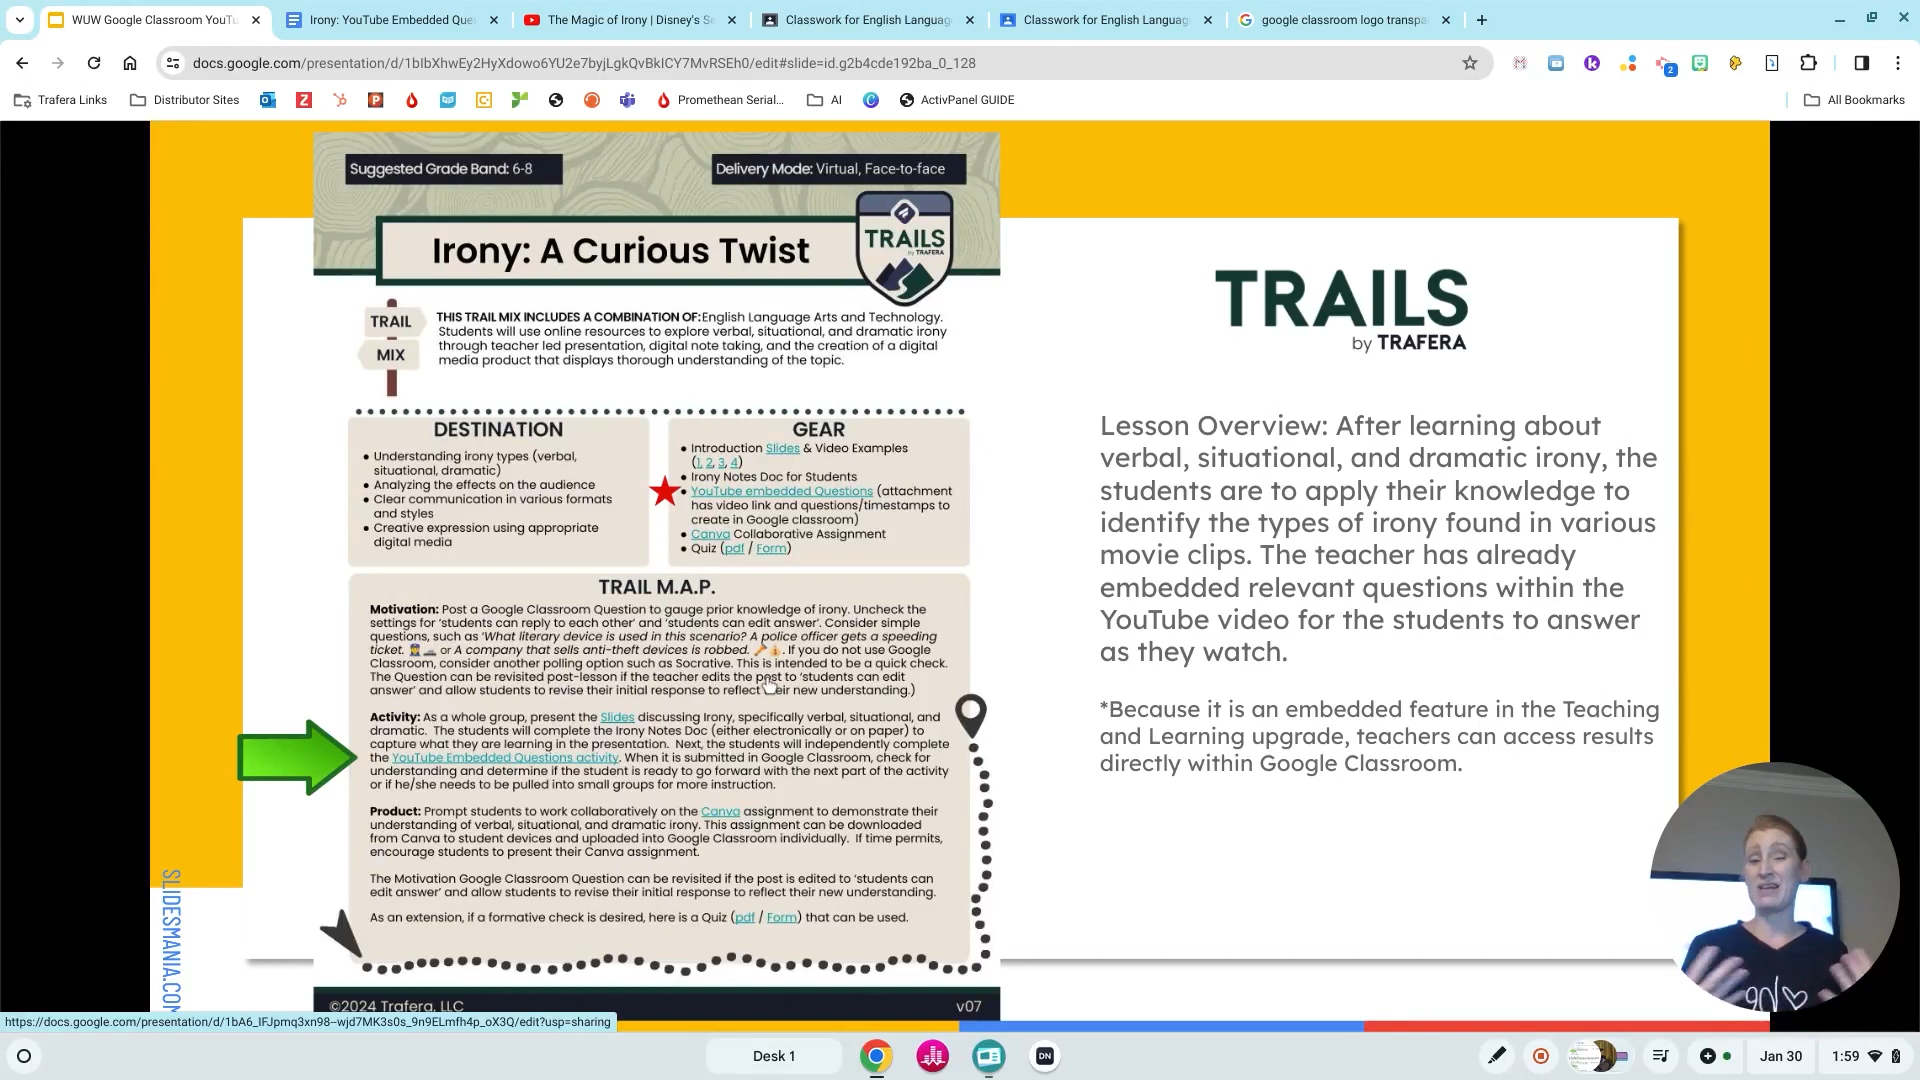 WUW Google Classroom YouTu
Irony: YouTube Embedded Que
The Magic of Irony | Disney's Se
Classwork for English Language
Classwork for English Language
google classroom logo transpa
docs.google.com/presentation/d/1bIbXhwEy2HyXdowo6YU2e7byjLgkQvBkICY7MvRSEh0/edit#slide=id.g2b4cde192ba_0_128
Trafera Links
Distributor Sites
Promethean Serial...
AI
ActivPanel GUIDE
All Bookmarks
Suggested Grade Band: 6-8
Delivery Mode: Virtual, Face-to-face
Irony: A Curious Twist
TRAILS
by TRAFERA
TRAIL
MIX
THIS TRAIL MIX INCLUDES A COMBINATION OF:English Language Arts and Technology.
Students will use online resources to explore verbal, situational, and dramatic irony
through teacher led presentation, digital note taking, and the creation of a digital
media product that displays thorough understanding of the topic.
DESTINATION
Understanding irony types (verbal,
situational, dramatic)
Analyzing the effects on the audience
Clear communication in various formats
and styles
Creative expression using appropriate
digital media
GEAR
Introduction Slides & Video Examples
(1, 2, 3, 4)
Irony Notes Doc for Students
YouTube embedded Questions (attachment
has video link and questions/timestamps to
create in Google classroom)
Canva Collaborative Assignment
Quiz (pdf / Form)
TRAIL M.A.P.
Motivation: Post a Google Classroom Question to gauge prior knowledge of irony. Uncheck the
settings for 'students can reply to each other' and 'students can edit answer'. Consider simple
questions, such as 'What literary device is used in this scenario? A police officer gets a speeding
ticket. or A company that sells anti-theft devices is robbed. . If you do not use Google
Classroom, consider another polling option such as Socrative. This is intended to be a quick check.
The Question can be revisited post-lesson if the teacher edits the post to 'students can edit
answer' and allow students to revise their initial response to reflect their new understanding.)
Activity: As a whole group, present the Slides discussing Irony, specifically verbal, situational, and
dramatic. The students will complete the Irony Notes Doc (either electronically or on paper) to
capture what they are learning in the presentation. Next, the students will independently complete
the YouTube Embedded Questions activity. When it is submitted in Google Classroom, check for
understanding and determine if the student is ready to go forward with the next part of the activity
or if he/she needs to be pulled into small groups for more instruction.
Product: Prompt students to work collaboratively on the Canva assignment to demonstrate their
understanding of verbal, situational, and dramatic irony. This assignment can be downloaded
from Canva to student devices and uploaded into Google Classroom individually. If time permits,
encourage students to present their Canva assignment.
The Motivation Google Classroom Question can be revisited if the post is edited to 'students can
edit answer' and allow students to revise their initial response to reflect their new understanding.
As an extension, if a formative check is desired, here is a Quiz (pdf / Form) that can be used.
©2024 Trafera, LLC
v07
TRAILS
by TRAFERA
Lesson Overview: After learning about
verbal, situational, and dramatic irony, the
students are to apply their knowledge to
identify the types of irony found in various
movie clips. The teacher has already
embedded relevant questions within the
YouTube video for the students to answer
as they watch.
*Because it is an embedded feature in the Teaching
and Learning upgrade, teachers can access results
directly within Google Classroom.
SLIDESMANIA.COM
https://docs.google.com/presentation/d/1bA6_IFJpmq3xn98--wjd7MK3s0s_9n9ELmfh4p_oX3Q/edit?usp=sharing
Desk 1
DN
Jan 30
1:59